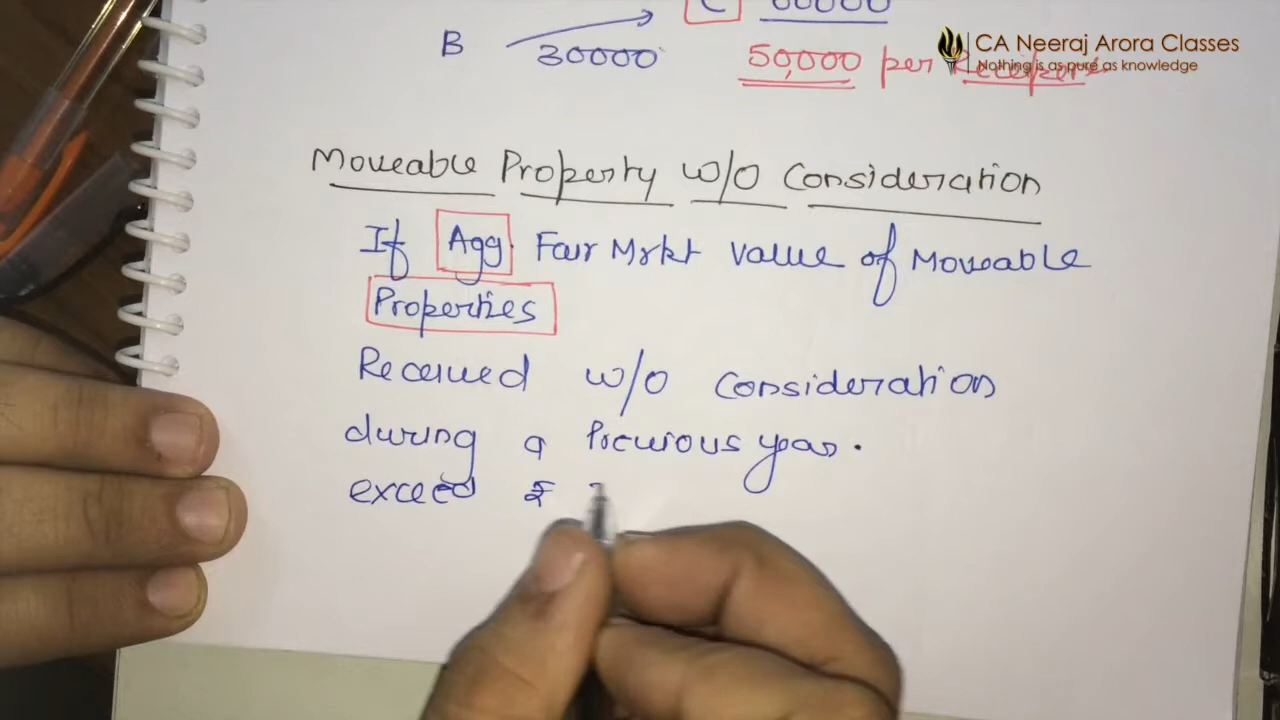 C 60000
B 30000
50,000 per
CA Neeraj Arora Classes
Nothing is as pure as knowledge
Moveable Property w/o Consideration
If Agg. Fair Mrkt value of Moveable
Properties
Received w/o Consideration
during a Previous year.
exceed ₹